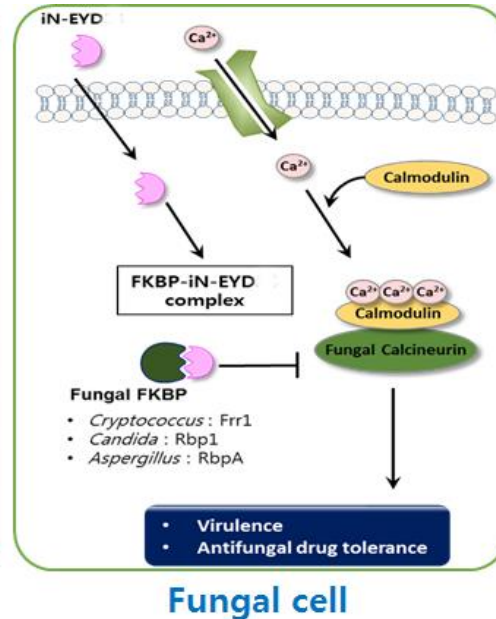 iN-EYD
Ca²⁺
Ca²⁺
Calmodulin
FKBP-iN-EYD
complex
Ca²⁺ Ca²⁺ Ca²⁺
Calmodulin
Fungal Calcineurin
Fungal FKBP
• Cryptococcus : Frr1
• Candida : Rbp1
• Aspergillus : RbpA
• Virulence
• Antifungal drug tolerance
Fungal cell